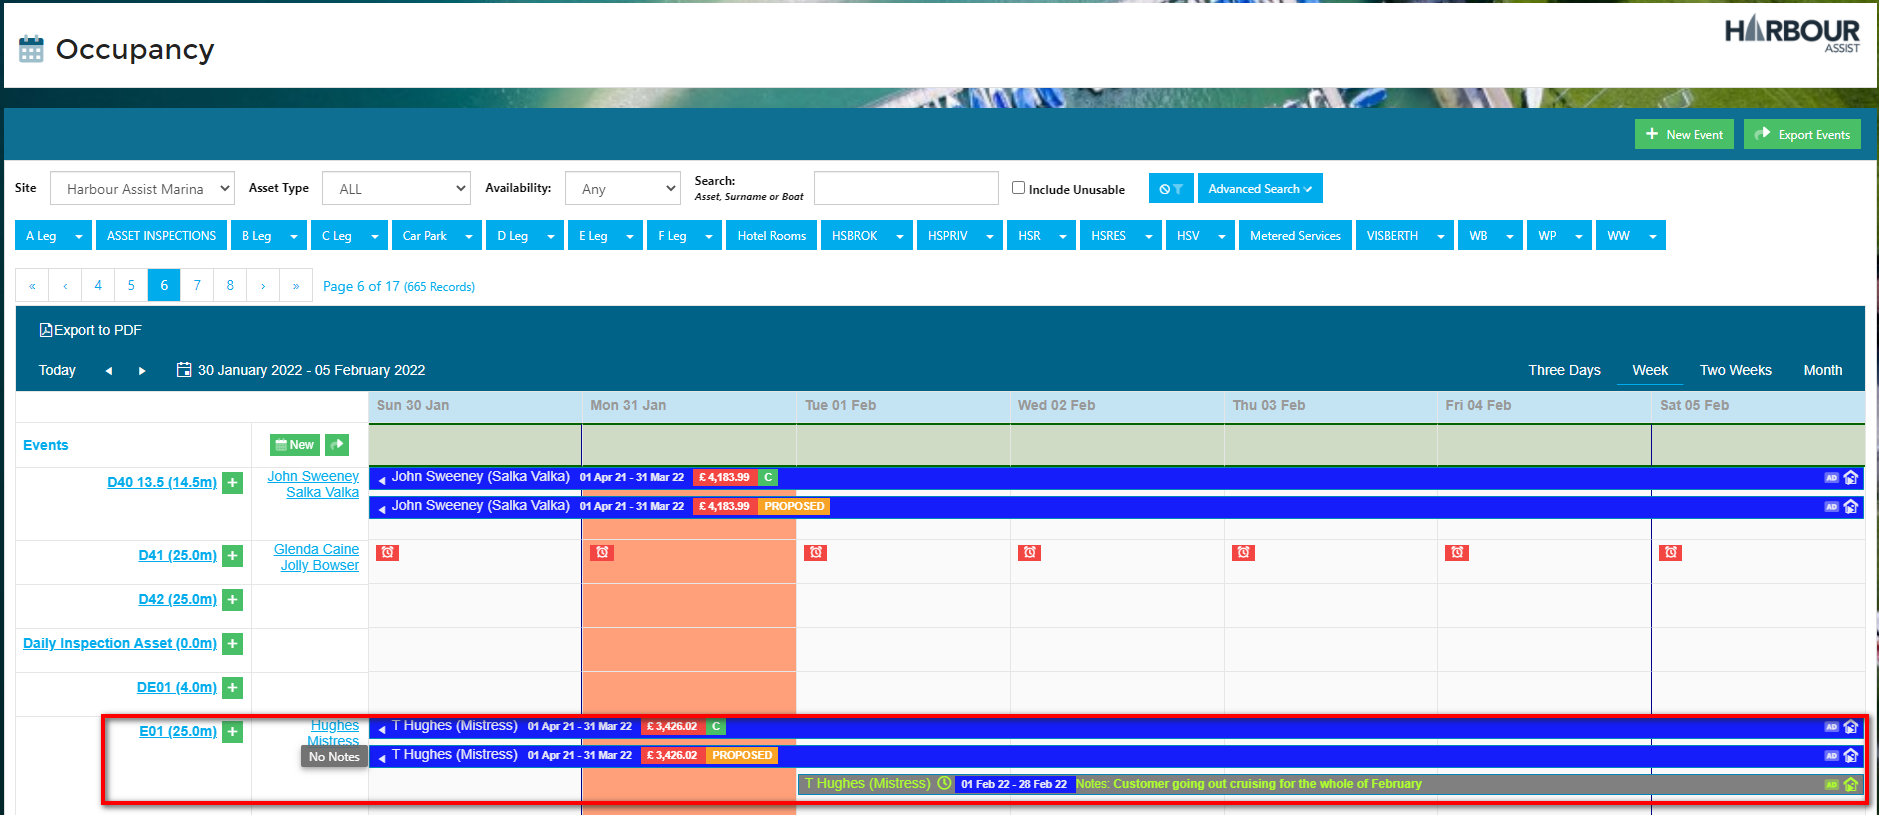 Occupancy
HARBOUR
ASSIST
New Event
Export Events
Site
Harbour Assist Marina
Asset Type
ALL
Availability:
Any
Search:
Asset, Surname or Boat
Include Unusable
Advanced Search
A Leg
ASSET INSPECTIONS
B Leg
C Leg
Car Park
D Leg
E Leg
F Leg
Hotel Rooms
HSBROK
HSPRIV
HSR
HSRES
HSV
Metered Services
VISBERTH
WB
WP
WW
« ‹ 4 5 6 7 8 › » Page 6 of 17 (665 Records)
Export to PDF
Today 30 January 2022 - 05 February 2022 Three Days Week Two Weeks Month
Sun 30 Jan Mon 31 Jan Tue 01 Feb Wed 02 Feb Thu 03 Feb Fri 04 Feb Sat 05 Feb
Events New
D40 13.5 (14.5m) + John Sweeney
Salka Valka
John Sweeney (Salka Valka) 01 Apr 21 - 31 Mar 22 £ 4,183.99 C AD
John Sweeney (Salka Valka) 01 Apr 21 - 31 Mar 22 £ 4,183.99 PROPOSED AD
D41 (25.0m) + Glenda Caine
Jolly Bowser
D42 (25.0m) +
Daily Inspection Asset (0.0m) +
DE01 (4.0m) +
E01 (25.0m) + Hughes
Mistress
No Notes
T Hughes (Mistress) 01 Apr 21 - 31 Mar 22 £ 3,426.02 C AD
T Hughes (Mistress) 01 Apr 21 - 31 Mar 22 £ 3,426.02 PROPOSED AD
T Hughes (Mistress) 01 Feb 22 - 28 Feb 22 Notes: Customer going out cruising for the whole of February AD